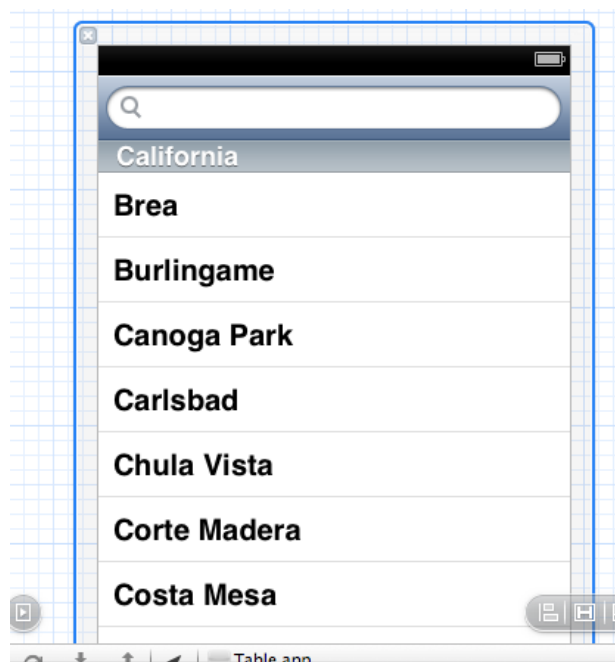 California
Brea
Burlingame
Canoga Park
Carlsbad
Chula Vista
Corte Madera
Costa Mesa
Table app